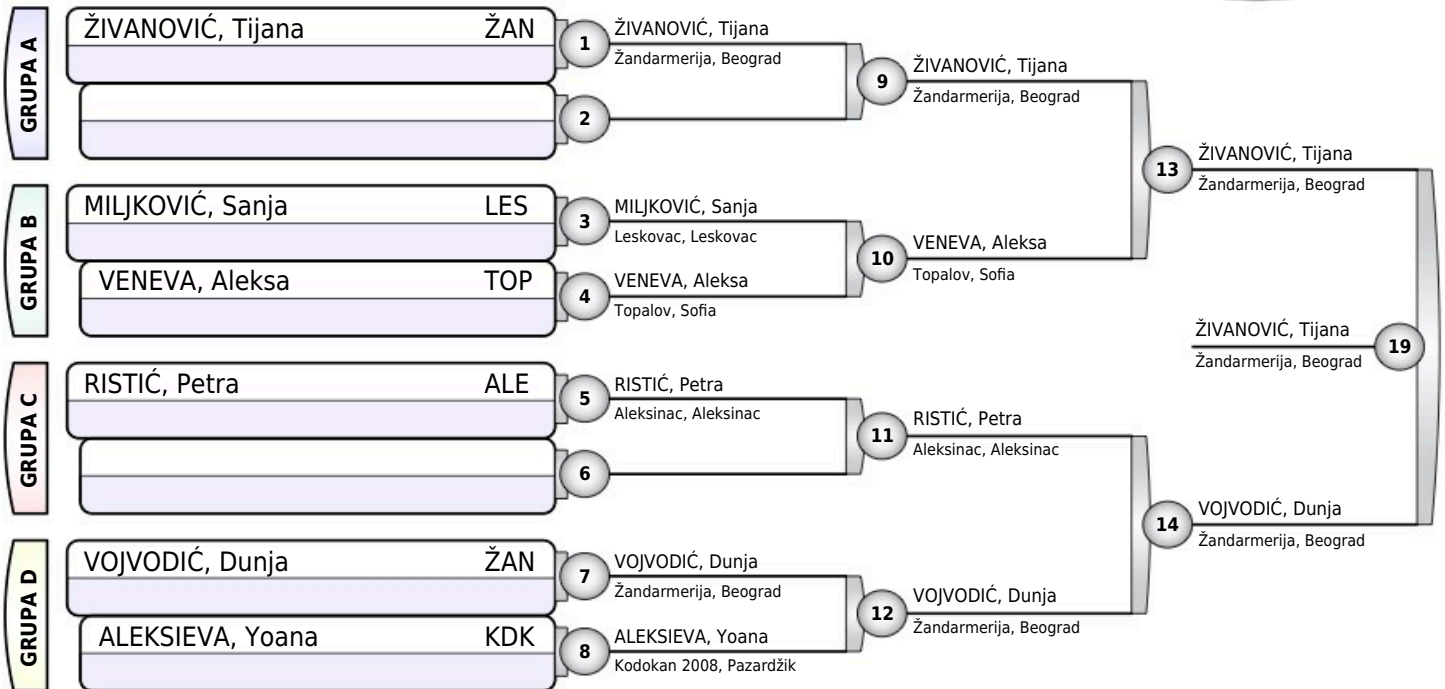 GRUPA A
ŽIVANOVIĆ, Tijana ŽAN
1
ŽIVANOVIĆ, Tijana
Žandarmerija, Beograd
2
9
ŽIVANOVIĆ, Tijana
Žandarmerija, Beograd
GRUPA B
MILJKOVIĆ, Sanja LES
VENEVA, Aleksa TOP
3
MILJKOVIĆ, Sanja
Leskovac, Leskovac
4
VENEVA, Aleksa
Topalov, Sofia
10
VENEVA, Aleksa
Topalov, Sofia
13
ŽIVANOVIĆ, Tijana
Žandarmerija, Beograd
GRUPA C
RISTIĆ, Petra ALE
5
RISTIĆ, Petra
Aleksinac, Aleksinac
6
11
RISTIĆ, Petra
Aleksinac, Aleksinac
GRUPA D
VOJVODIĆ, Dunja ŽAN
ALEKSIEVA, Yoana KDK
7
VOJVODIĆ, Dunja
Žandarmerija, Beograd
8
ALEKSIEVA, Yoana
Kodokan 2008, Pazardžik
12
VOJVODIĆ, Dunja
Žandarmerija, Beograd
14
VOJVODIĆ, Dunja
Žandarmerija, Beograd
ŽIVANOVIĆ, Tijana
Žandarmerija, Beograd
19